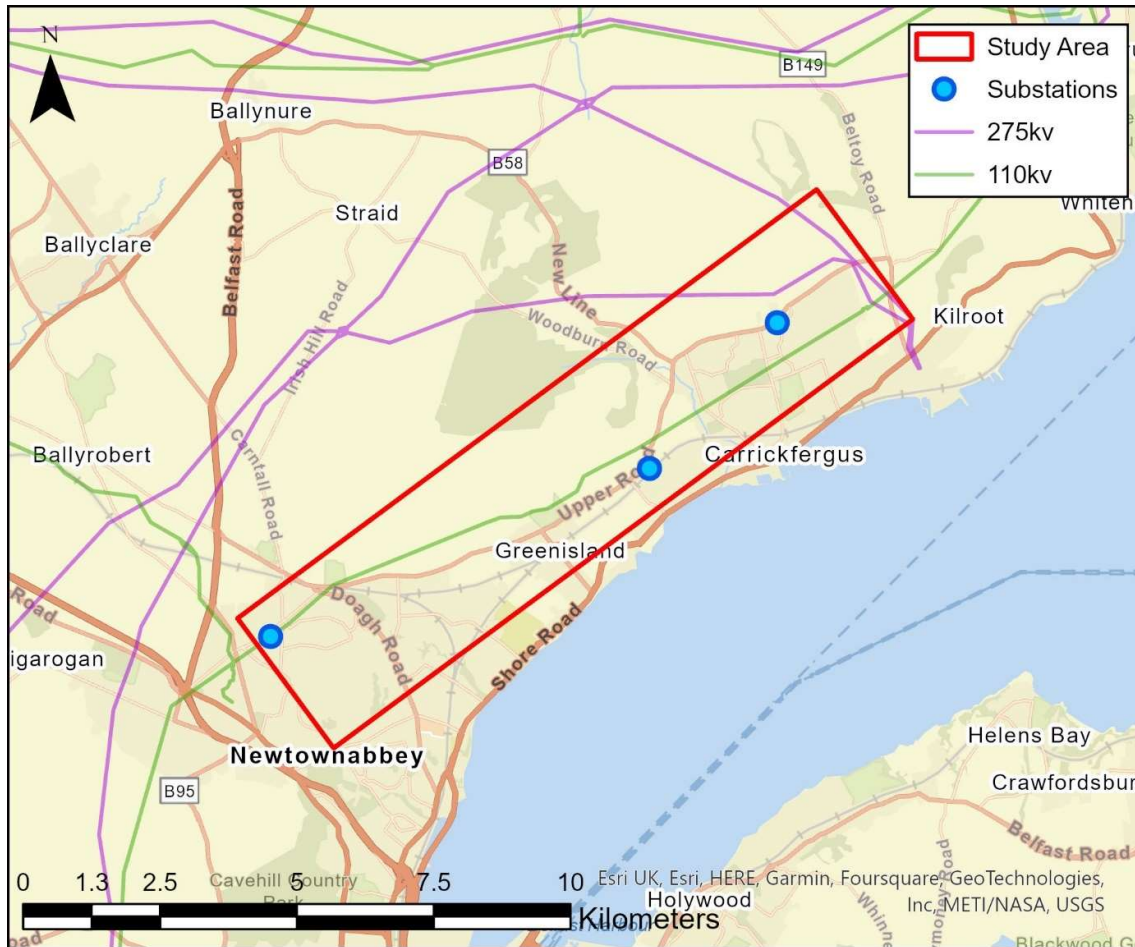 N
Study Area
Substations
275kv
110kv
B149
Ballynure
Beltoy Road
B58
Straid
Whiten
Ballyclare
Belfast Road
New Line
Irish Hill Road
Woodburn Road
Kilroot
Ballyrobert
Carntall Road
Carrickfergus
Upper Road
Greenisland
Road
Doagh Road
igarogan
Shore Road
Newtownabbey
Helens Bay
B95
Crawfordsbur
Belfast Road
0 1.3 2.5 5 7.5 10
Kilometers
Cavehill Country
Park
Holywood
Esri UK, Esri, HERE, Garmin, Foursquare, GeoTechnologies,
Inc, METI/NASA, USGS